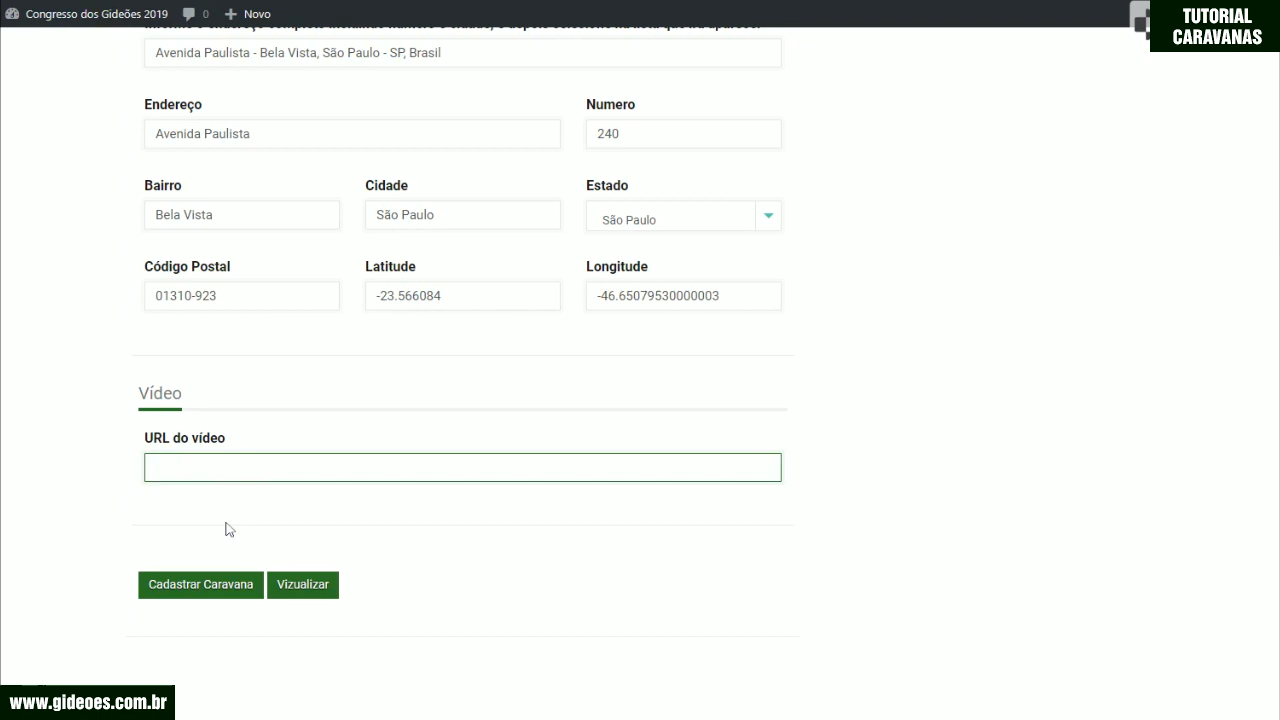 Congresso dos Gideões 2019 0 Novo
TUTORIAL
CARAVANAS
Avenida Paulista - Bela Vista, São Paulo - SP, Brasil
Endereço Numero
Avenida Paulista 240
Bairro Cidade Estado
Bela Vista São Paulo São Paulo
Código Postal Latitude Longitude
01310-923 -23.566084 -46.65079530000003
Vídeo
URL do vídeo
Cadastrar Caravana Vizualizar
www.gideoes.com.br